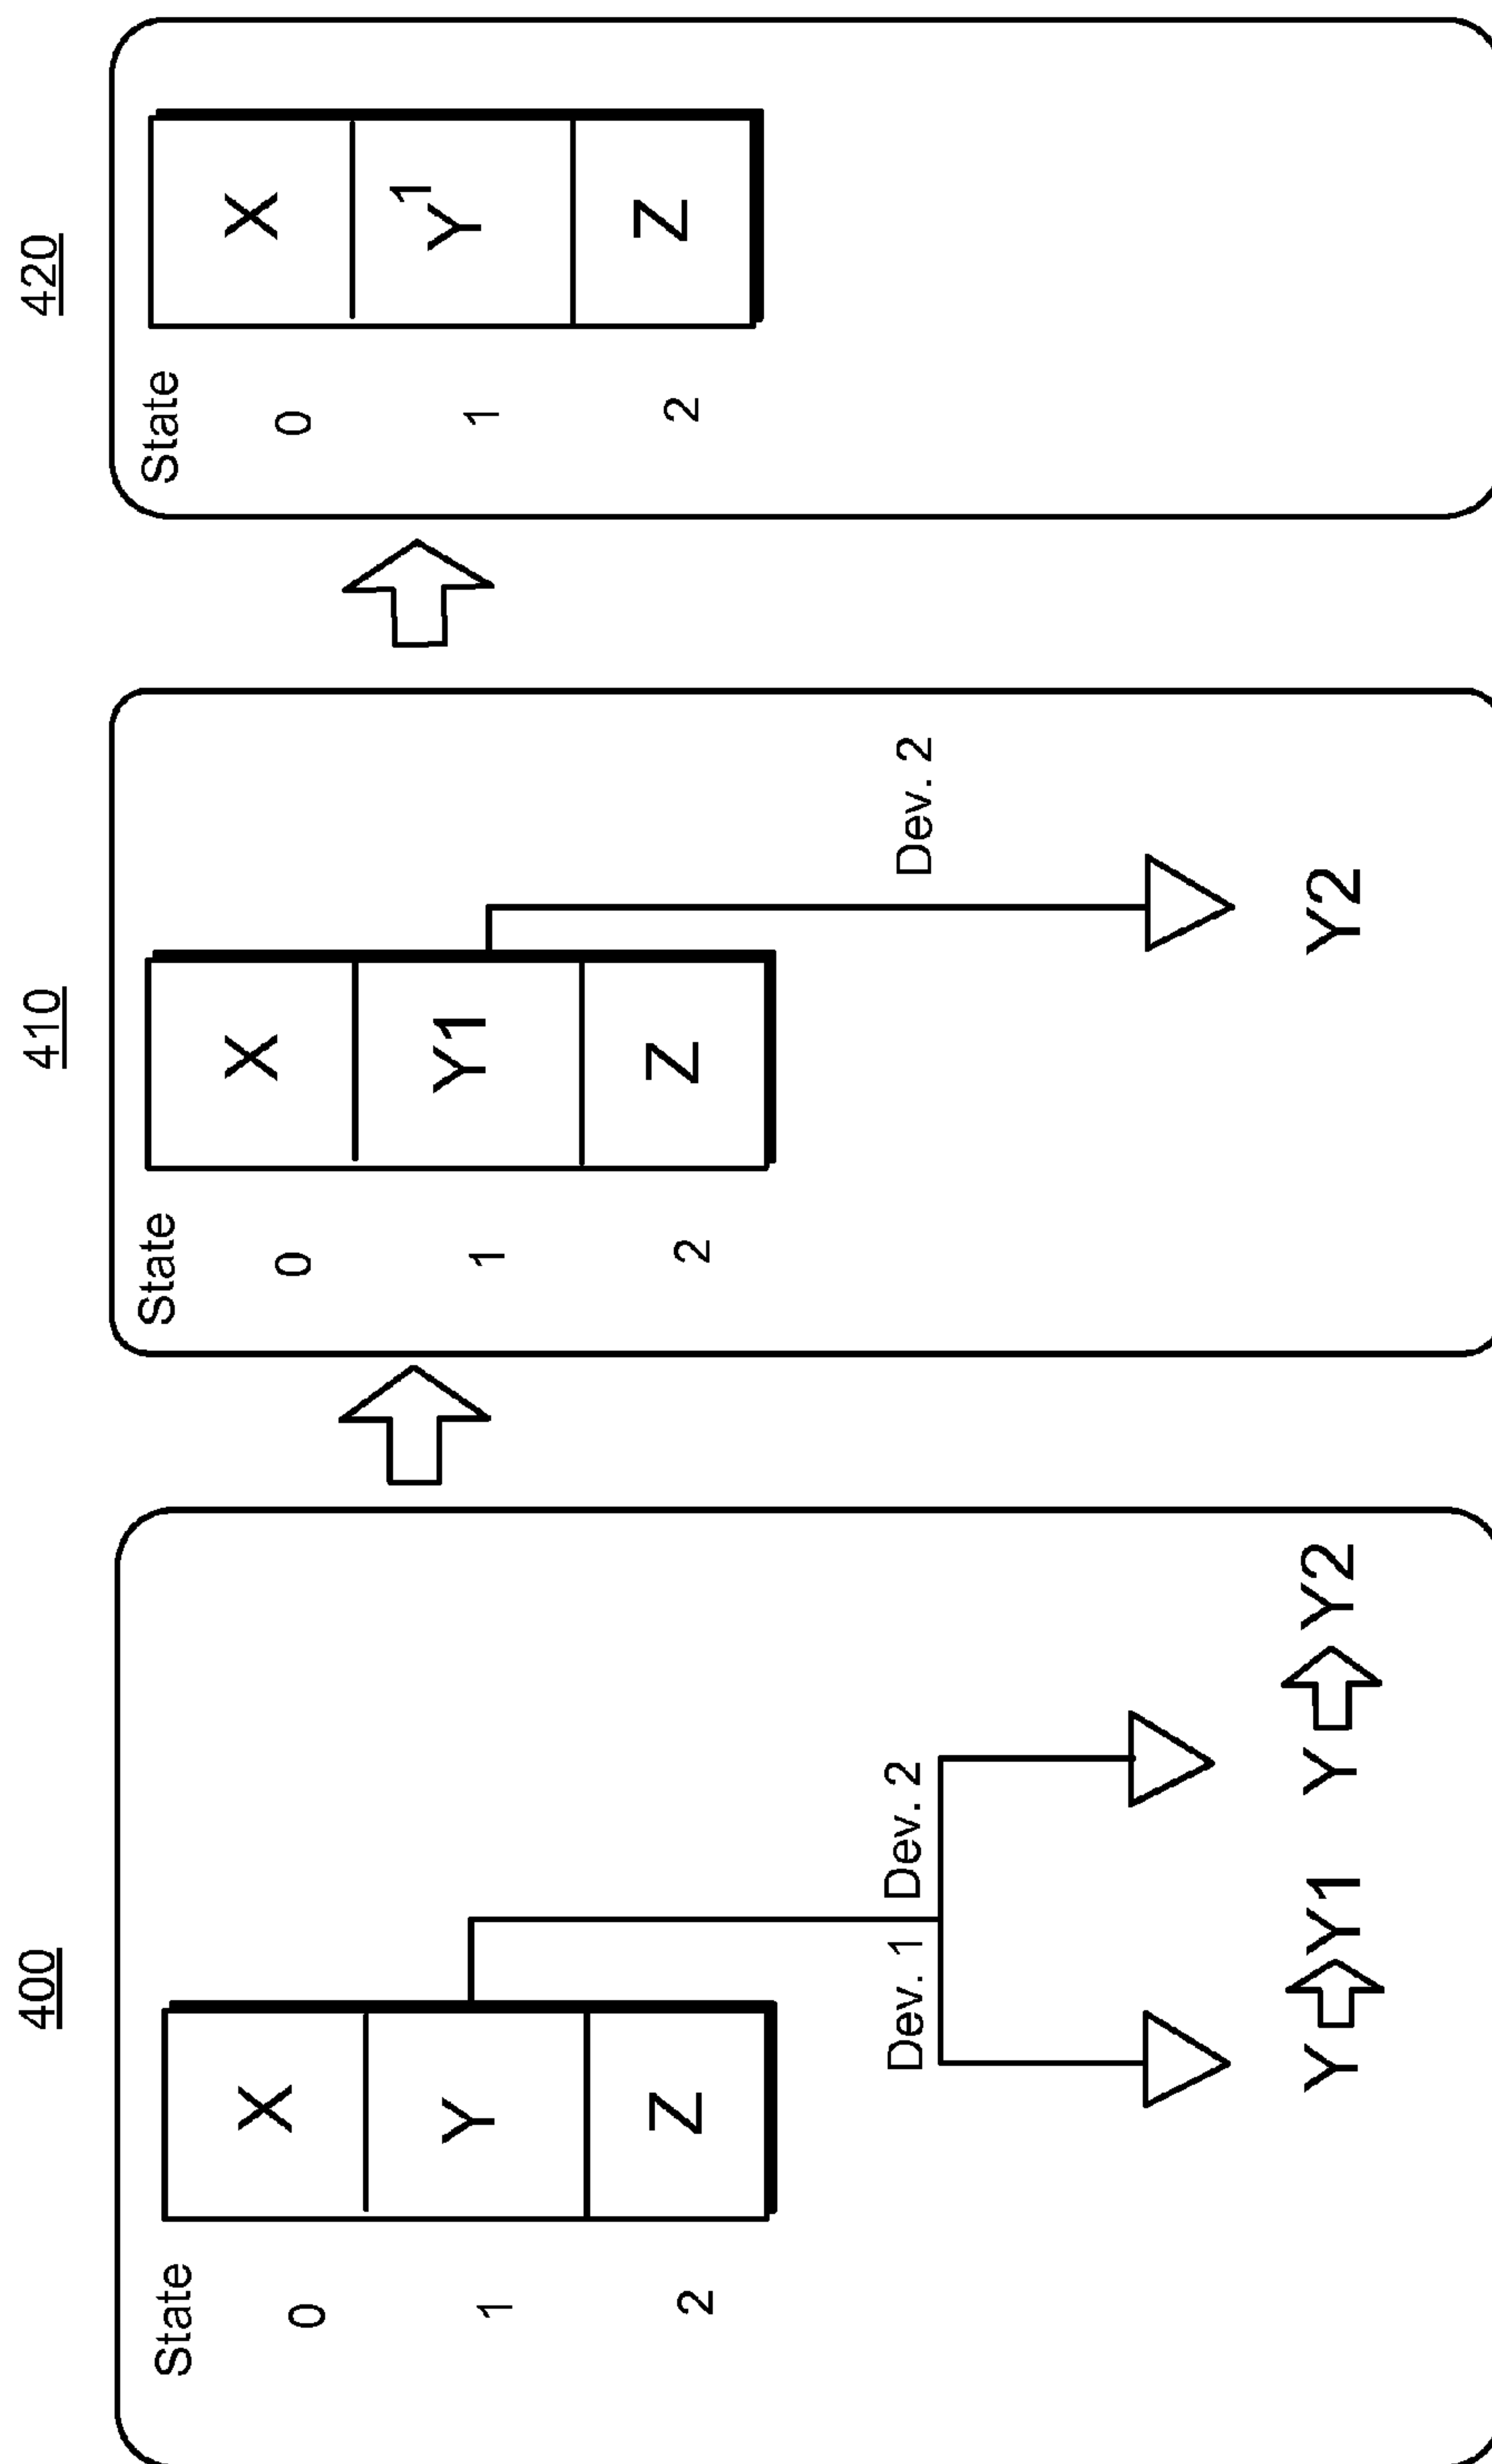 400
State
0 X
1 Y
2 Z
Dev. 1 Dev. 2
Y Y1 Y Y2
410
State
0 X
1 Y1
2 Z
Dev. 2
Y2
420
State
0 X
1 Y¹
2 Z